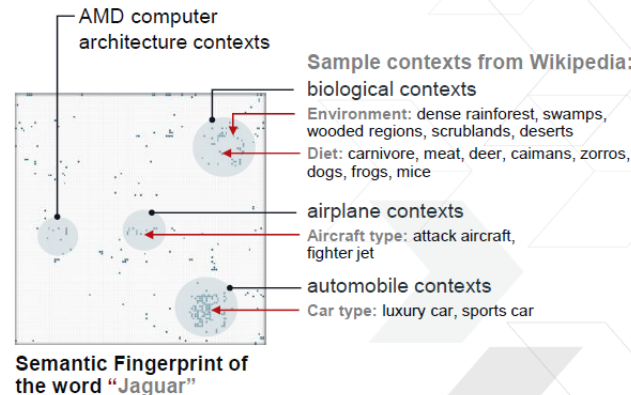 AMD computer
architecture contexts
Sample contexts from Wikipedia:
biological contexts
Environment: dense rainforest, swamps,
wooded regions, scrublands, deserts
Diet: carnivore, meat, deer, caimans, zorros,
dogs, frogs, mice
airplane contexts
Aircraft type: attack aircraft,
fighter jet
automobile contexts
Car type: luxury car, sports car
Semantic Fingerprint of
the word “Jaguar”